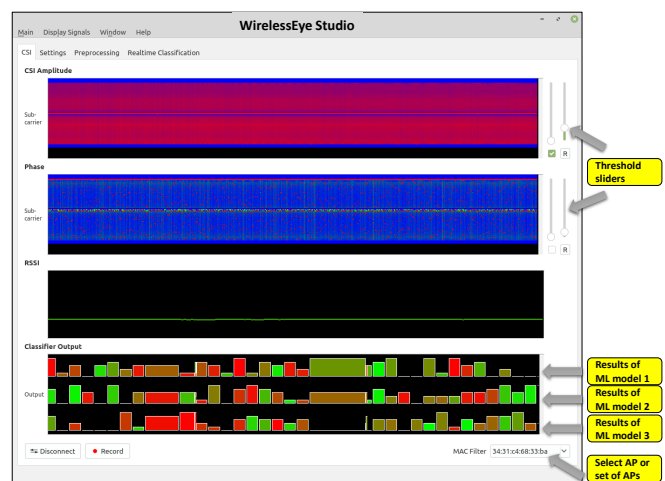 WirelessEye Studio
Main Display Signals Window Help
CSI Settings Preprocessing Realtime Classification
CSI Amplitude
Sub-
carrier
R
Threshold
sliders
Phase
Sub-
carrier
R
RSSI
Classifier Output
Output
Results of
ML model 1
Results of
ML model 2
Results of
ML model 3
Disconnect Record
MAC Filter 34:31:c4:68:33:ba
Select AP or
set of APs